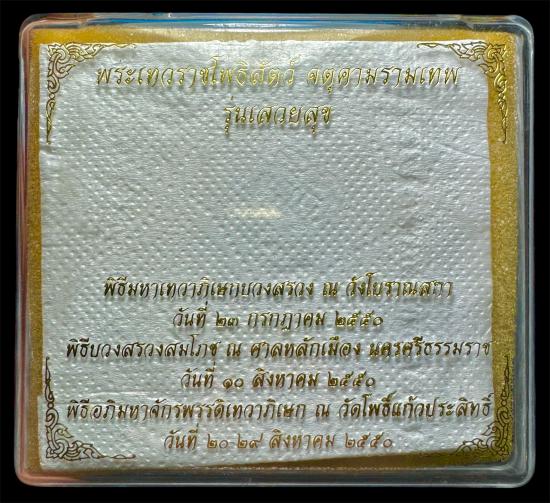 พระเทวราชโพธิสัตว์ จตุคามรามเทพ
รุ่นเสวยสุข
พิธีมหาเทวาภิเษกบวงสรวง ณ วังโบราณสถา
วันที่ ๒๓ กรกฎาคม ๒๕๕๐
พิธีบวงสรวงสมโภช ณ ศาลหลักเมือง นครศรีธรรมราช
วันที่ ๑๐ สิงหาคม ๒๕๕๐
พิธีอภิมหาจักรพรรดิเทวาภิเษก ณ วัดโพธิ์แก้วประสิทธิ์
วันที่ ๒๐ ๒๙ สิงหาคม ๒๕๕๐